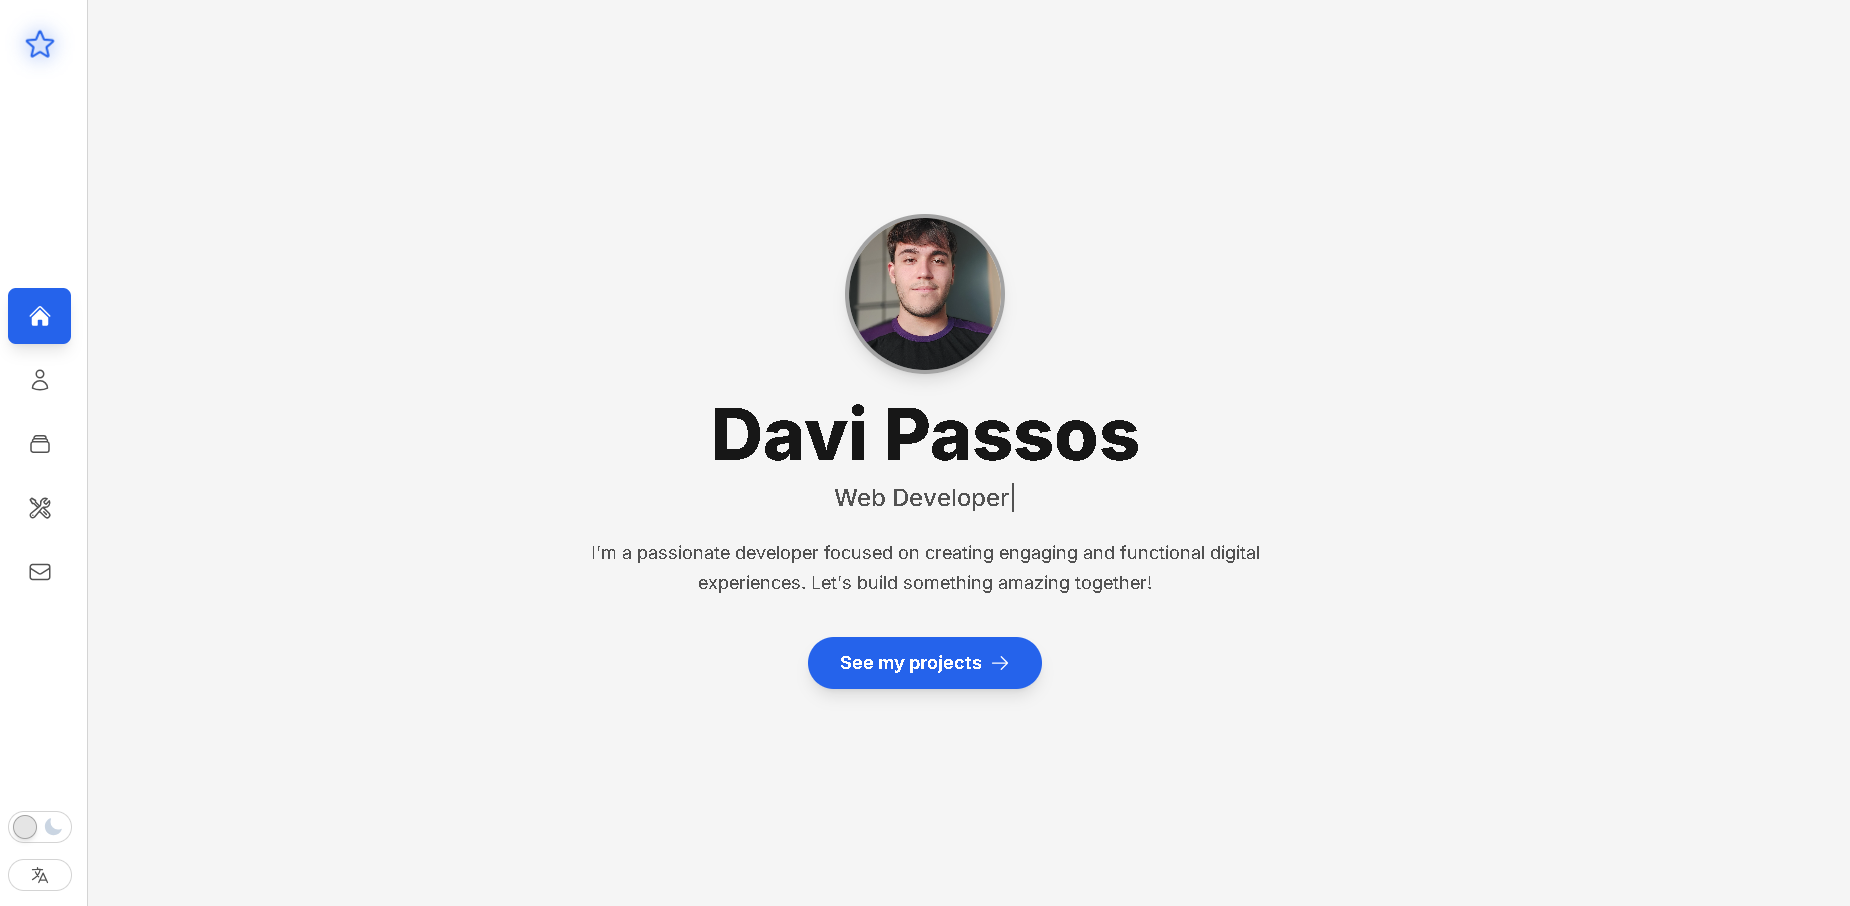 Davi Passos
Web Developer
I'm a passionate developer focused on creating engaging and functional digital
experiences. Let's build something amazing together!
See my projects